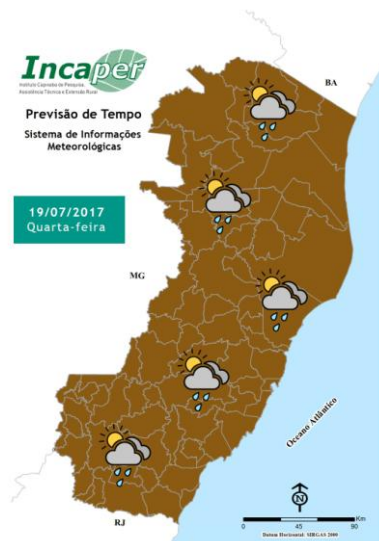 Incaper
Instituto Capixaba de Pesquisa,
Assistência Técnica e Extensão Rural
Previsão de Tempo
Sistema de Informações
Meteorológicas
19/07/2017
Quarta-feira
BA
MG
Oceano Atlântico
RJ
N
Km
0 45 90
Datum Horizontal: SIRGAS 2000